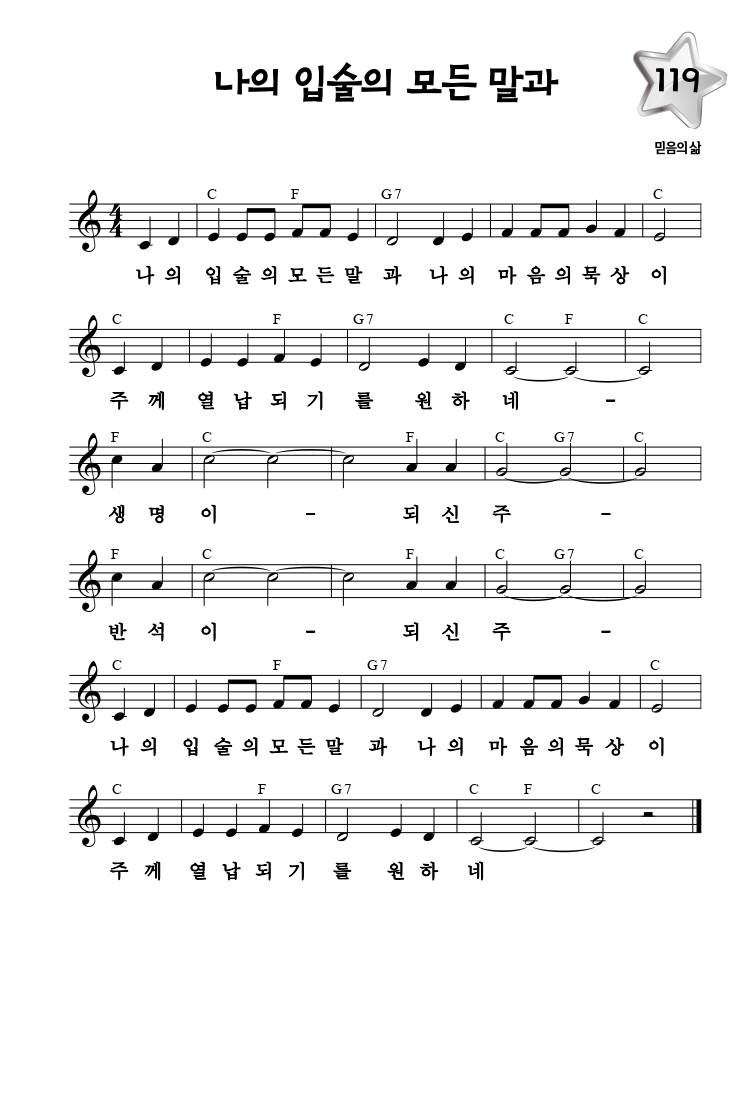 나의 입술의 모든 말과
119
믿음의 삶
C F G7 C
4 4
나 의 입 술 의 모 든 말 과 나 의 마 음 의 묵 상 이
C F G7 C F C
주 께 열 납 되 기 를 원 하 네 -
F C F C G7 C
생 명 이 - 되 신 주 -
F C F C G7 C
반 석 이 - 되 신 주 -
C F G7 C
나 의 입 술 의 모 든 말 과 나 의 마 음 의 묵 상 이
C F G7 C F C
주 께 열 납 되 기 를 원 하 네